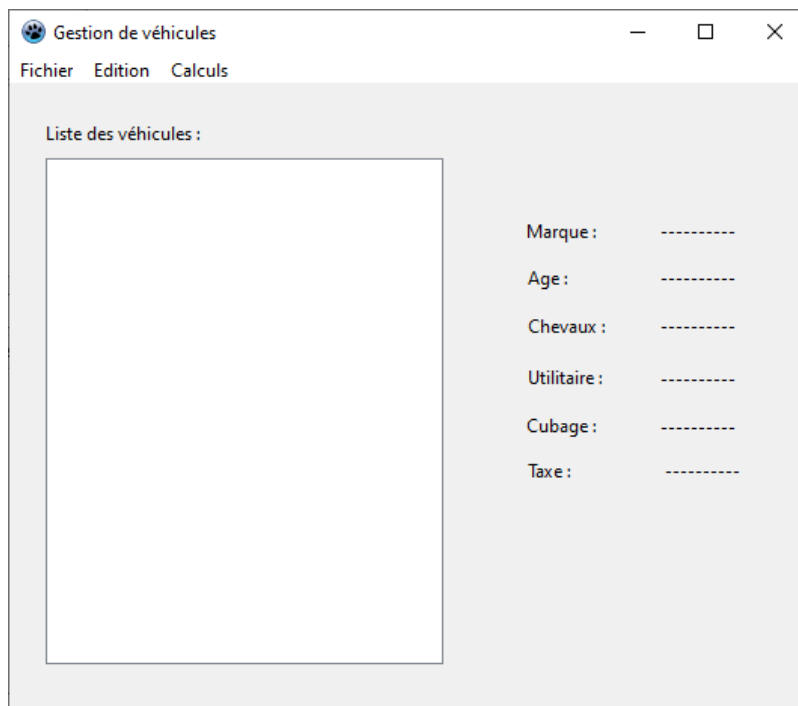 Gestion de véhicules
Fichier Edition Calculs
Liste des véhicules :
Marque : ----------
Age : ----------
Chevaux : ----------
Utilitaire : ----------
Cubage : ----------
Taxe : ----------